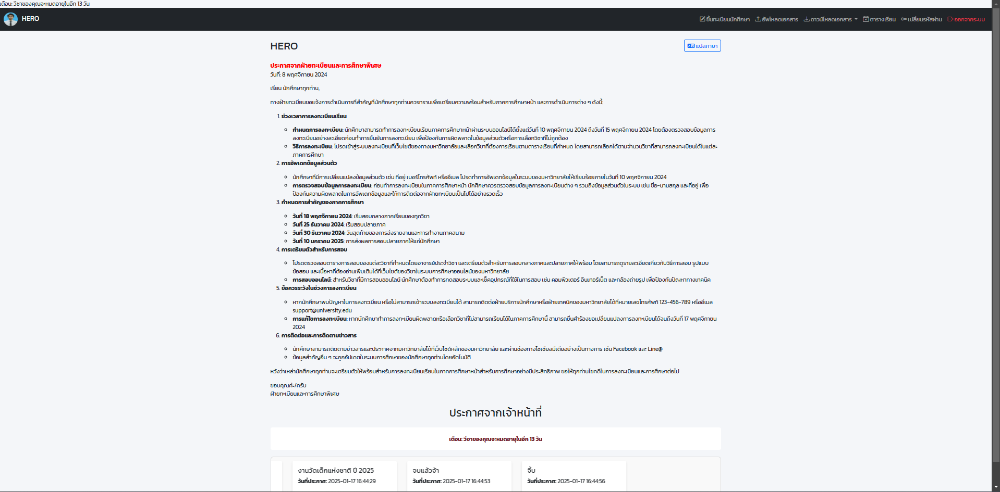 เตือน: วีซาของคุณจะหมดอายุในอีก 13 วัน
HERO
ขึ้นทะเบียนนักศึกษา อัพโหลดเอกสาร ดาวน์โหลดเอกสาร ตารางเรียน เปลี่ยนรหัสผ่าน ออกจากระบบ
HERO
แปลภาษา
ประกาศจากฝ่ายทะเบียนและการศึกษาพิเศษ
วันที่: 8 พฤศจิกายน 2024
เรียน นักศึกษาทุกท่าน,
ทางฝ่ายทะเบียนขอแจ้งการดำเนินการที่สำคัญที่นักศึกษาทุกท่านควรทราบเพื่อเตรียมความพร้อมสำหรับภาคการศึกษาหน้า และการดำเนินการต่าง ๆ ดังนี้:
1. ช่วงเวลาการลงทะเบียนเรียน
กำหนดการลงทะเบียน: นักศึกษาสามารถทำการลงทะเบียนเรียนภาคการศึกษาหน้าผ่านระบบออนไลน์ได้ตั้งแต่วันที่ 10 พฤศจิกายน 2024 ถึงวันที่ 15 พฤศจิกายน 2024 โดยต้องตรวจสอบข้อมูลการ
ลงทะเบียนอย่างละเอียดก่อนทำการยืนยันการลงทะเบียน เพื่อป้องกันการผิดพลาดในข้อมูลส่วนตัวหรือการเลือกวิชาที่ไม่ถูกต้อง
วิธีการลงทะเบียน: โปรดเข้าสู่ระบบลงทะเบียนที่เว็บไซต์ของทางมหาวิทยาลัยและเลือกวิชาที่ต้องการเรียนตามตารางเรียนที่กำหนด โดยสามารถเลือกได้ตามจำนวนวิชาที่สามารถลงทะเบียนได้ในแต่ละ
ภาคการศึกษา
2. การอัพเดทข้อมูลส่วนตัว
นักศึกษาที่มีการเปลี่ยนแปลงข้อมูลส่วนตัว เช่น ที่อยู่ เบอร์โทรศัพท์ หรืออีเมล โปรดทำการอัพเดทข้อมูลในระบบของมหาวิทยาลัยให้เรียบร้อยภายในวันที่ 10 พฤศจิกายน 2024
การตรวจสอบข้อมูลการลงทะเบียน: ก่อนทำการลงทะเบียนในภาคการศึกษาหน้า นักศึกษาควรตรวจสอบข้อมูลการลงทะเบียนต่าง ๆ รวมถึงข้อมูลส่วนตัวในระบบ เช่น ชื่อ-นามสกุล และที่อยู่ เพื่อ
ป้องกันความผิดพลาดในการอัพเดทข้อมูลและให้การติดต่อจากฝ่ายทะเบียนเป็นไปได้อย่างรวดเร็ว
3. กำหนดการสำคัญของภาคการศึกษา
วันที่ 18 พฤศจิกายน 2024: เริ่มสอบกลางภาคเรียนของทุกวิชา
วันที่ 25 ธันวาคม 2024: เริ่มสอบปลายภาค
วันที่ 30 ธันวาคม 2024: วันสุดท้ายของการส่งรายงานและการทำงานภาคสนาม
วันที่ 10 มกราคม 2025: การส่งผลการสอบปลายภาคให้แก่นักศึกษา
4. การเตรียมตัวสำหรับการสอบ
โปรดตรวจสอบตารางการสอบของแต่ละวิชาที่กำหนดโดยอาจารย์ประจำวิชา และเตรียมตัวสำหรับการสอบกลางภาคและปลายภาคให้พร้อม โดยสามารถดูรายละเอียดเกี่ยวกับวิธีการสอบ รูปแบบ
ข้อสอบ และเนื้อหาที่ต้องอ่านเพิ่มเติมได้ที่เว็บไซต์ของวิชาในระบบการศึกษาออนไลน์ของมหาวิทยาลัย
การสอบออนไลน์: สำหรับวิชาที่มีการสอบออนไลน์ นักศึกษาต้องทำการทดสอบระบบและเช็คอุปกรณ์ที่ใช้ในการสอบ เช่น คอมพิวเตอร์ อินเทอร์เน็ต และกล้องถ่ายรูป เพื่อป้องกันปัญหาทางเทคนิค
5. ข้อควรระวังในช่วงการลงทะเบียน
หากนักศึกษาพบปัญหาในการลงทะเบียน หรือไม่สามารถเข้าระบบลงทะเบียนได้ สามารถติดต่อฝ่ายบริการนักศึกษาหรือฝ่ายเทคนิคของมหาวิทยาลัยได้ที่หมายเลขโทรศัพท์ 123-456-789 หรืออีเมล
support@university.edu
การแก้ไขการลงทะเบียน: หากนักศึกษาทำการลงทะเบียนผิดพลาดหรือเลือกวิชาที่ไม่สามารถเรียนได้ในภาคการศึกษานี้ สามารถยื่นคำร้องขอเปลี่ยนแปลงการลงทะเบียนได้จนถึงวันที่ 17 พฤศจิกายน
2024
6. การติดต่อและการติดตามข่าวสาร
นักศึกษาสามารถติดตามข่าวสารและประกาศจากมหาวิทยาลัยได้ที่เว็บไซต์หลักของมหาวิทยาลัย และผ่านช่องทางโซเชียลมีเดียอย่างเป็นทางการ เช่น Facebook และ Line@
ข้อมูลสำคัญอื่น ๆ จะถูกอัปเดตในระบบการศึกษาของนักศึกษาทุกท่านโดยอัตโนมัติ
หวังว่าเหล่านักศึกษาทุกท่านจะเตรียมตัวให้พร้อมสำหรับการลงทะเบียนเรียนในภาคการศึกษาหน้าสำหรับการศึกษาอย่างมีประสิทธิภาพ ขอให้ทุกท่านโชคดีในการลงทะเบียนและการศึกษาต่อไป
ขอบคุณค่ะ/ครับ
ฝ่ายทะเบียนและการศึกษาพิเศษ
ประกาศจากเจ้าหน้าที่
เตือน: วีซาของคุณจะหมดอายุในอีก 13 วัน
งานวัดเด็กแห่งชาติ ปี 2025
วันที่ประกาศ: 2025-01-17 16:44:29
จบแล้วจ้า
วันที่ประกาศ: 2025-01-17 16:44:53
จิ้บ
วันที่ประกาศ: 2025-01-17 16:44:56